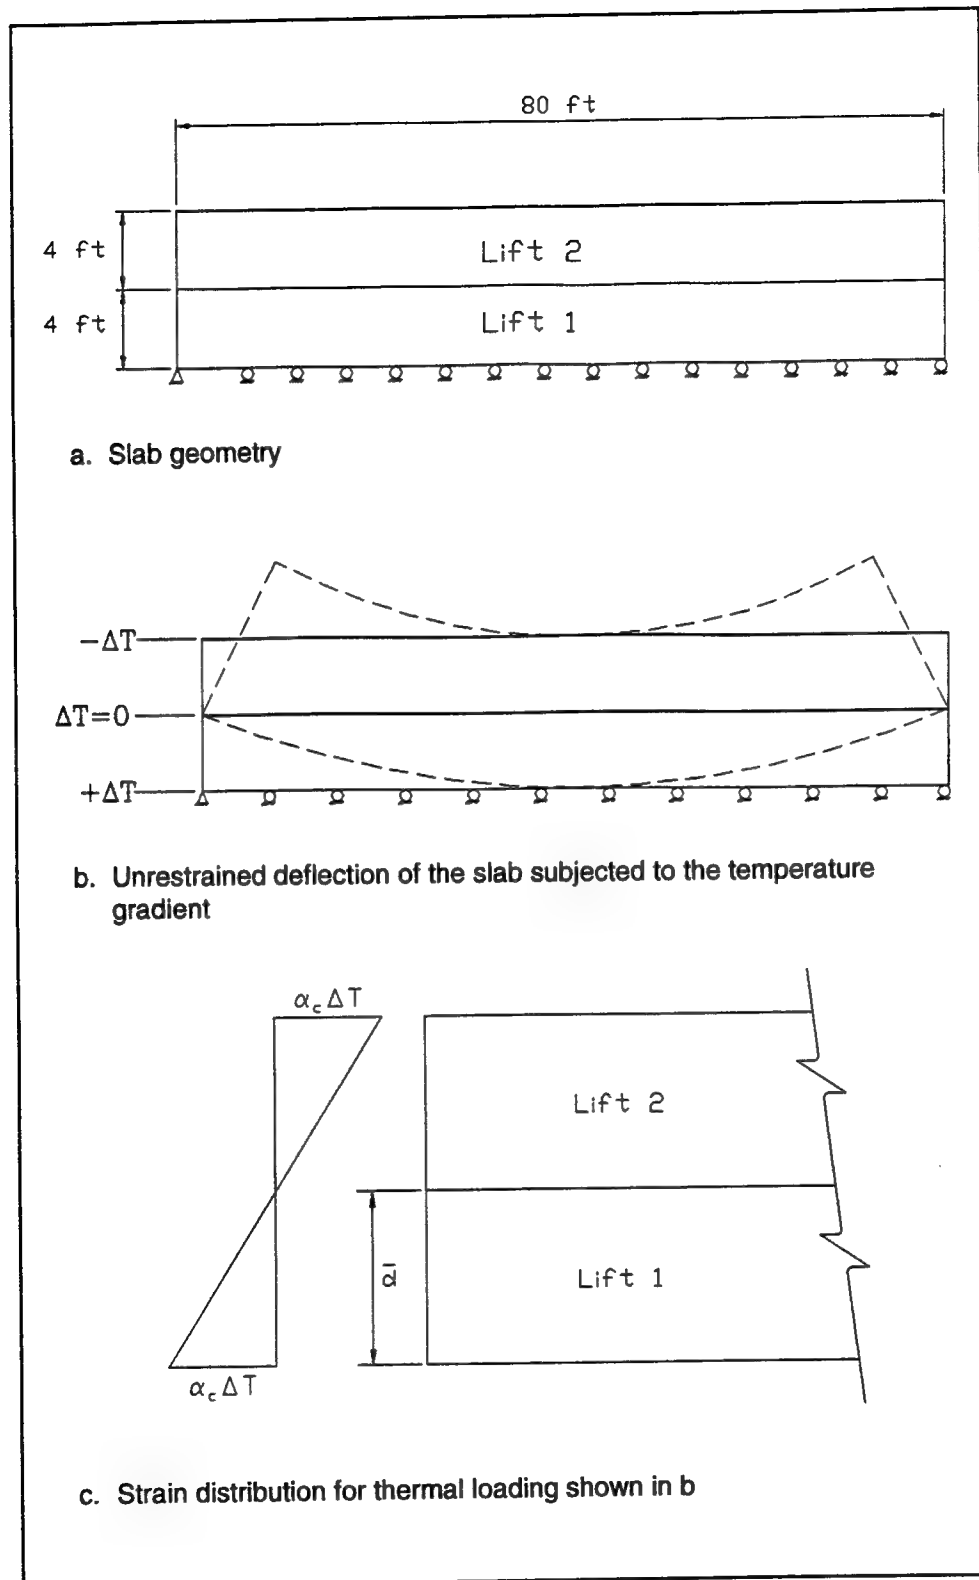 80 ft
4 ft
Lift 2
4 ft
Lift 1
a. Slab geometry
−ΔT
ΔT=0
+ΔT
b. Unrestrained deflection of the slab subjected to the temperature
gradient
α꜀ΔT
Lift 2
d̄
Lift 1
α꜀ΔT
c. Strain distribution for thermal loading shown in b